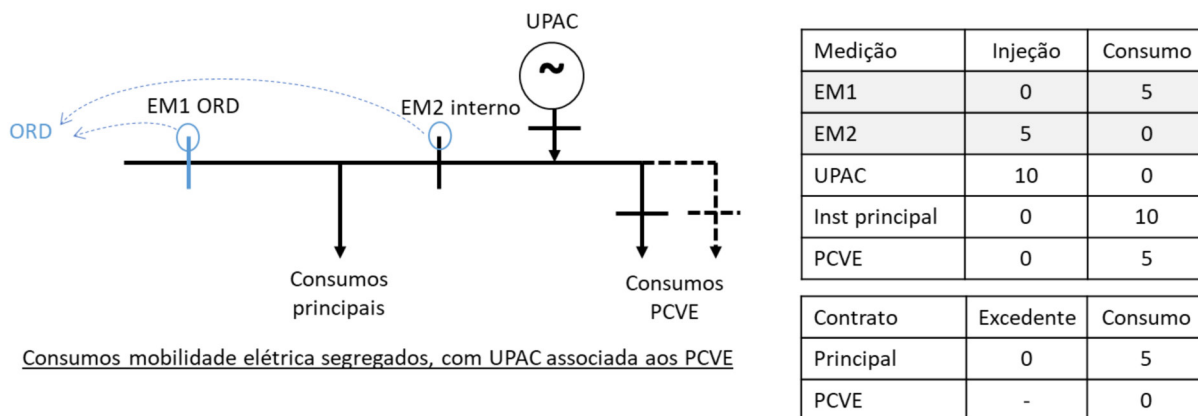 UPAC
~
EM1 ORD
EM2 interno
ORD
Consumos
principais
Consumos
PCVE
Consumos mobilidade elétrica segregados, com UPAC associada aos PCVE
Medição Injeção Consumo
EM1 0 5
EM2 5 0
UPAC 10 0
Inst principal 0 10
PCVE 0 5
Contrato Excedente Consumo
Principal 0 5
PCVE - 0